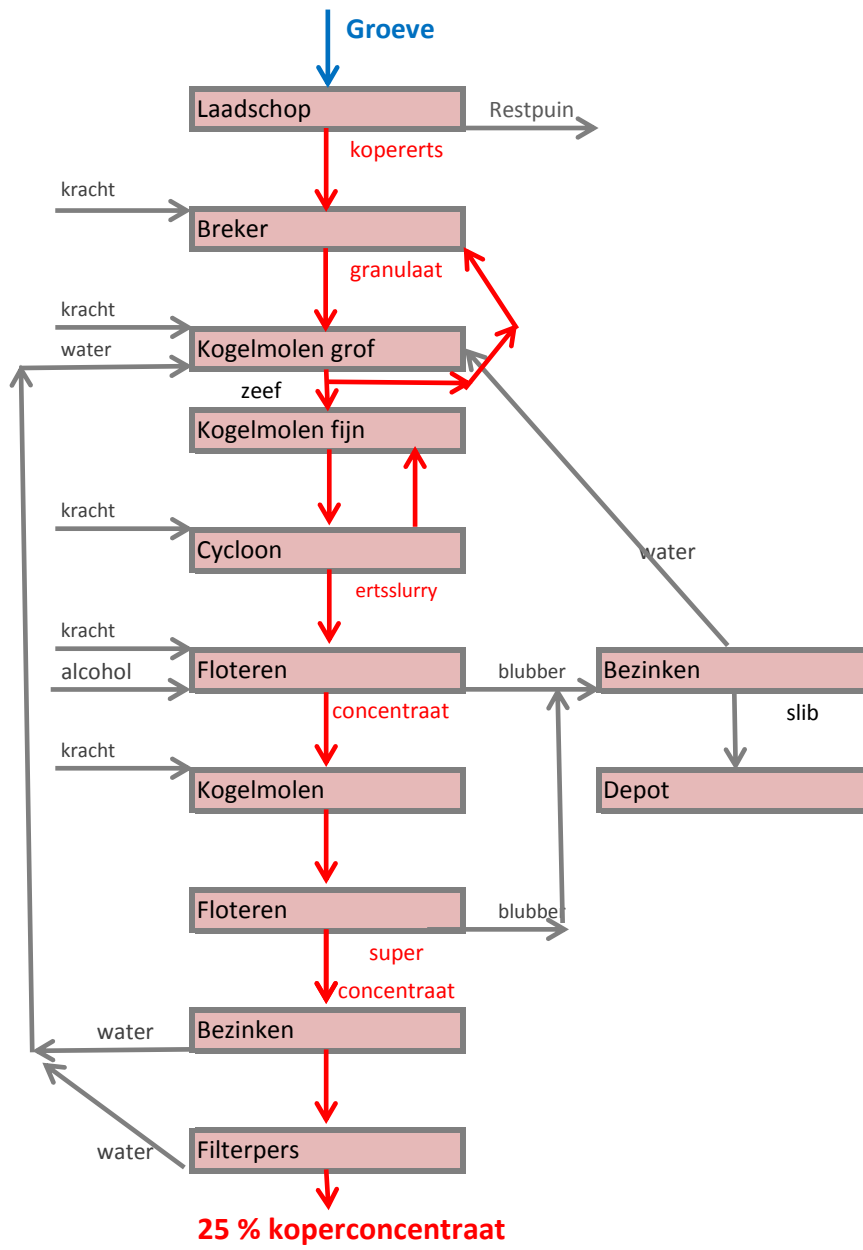 Groeve
Laadschop
Restpuin
kopererts
kracht
Breker
granulaat
kracht
water
Kogelmolen grof
zeef
Kogelmolen fijn
kracht
Cycloon
water
ertsslurry
kracht
alcohol
Floteren
blubber
Bezinken
concentraat
slib
kracht
Kogelmolen
Depot
Floteren
blubber
super
concentraat
water
Bezinken
water
Filterpers
25 % koperconcentraat